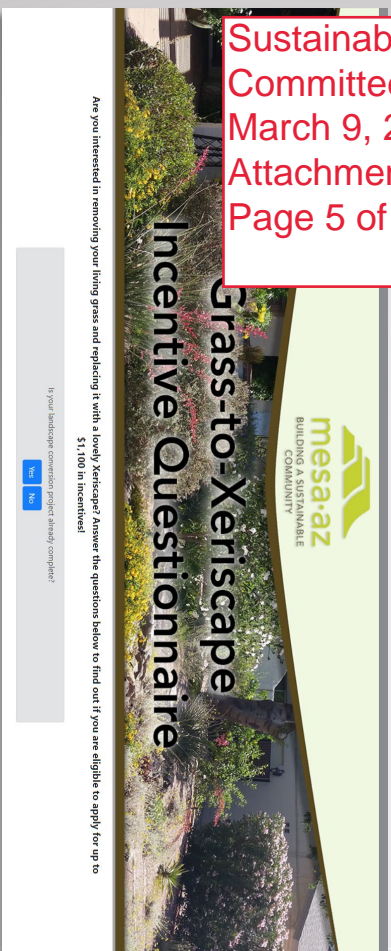 Sustainab
Committe
March 9, 2
Attachme
Page 5 of
mesa·az
BUILDING A SUSTAINABLE
COMMUNITY
Grass-to-Xeriscape
Incentive Questionnaire
Are you interested in removing your living grass and replacing it with a lovely Xeriscape? Answer the questions below to find out if you are eligible to apply for up to
$1,100 in incentives!
Is your landscape conversion project already complete?
Yes No